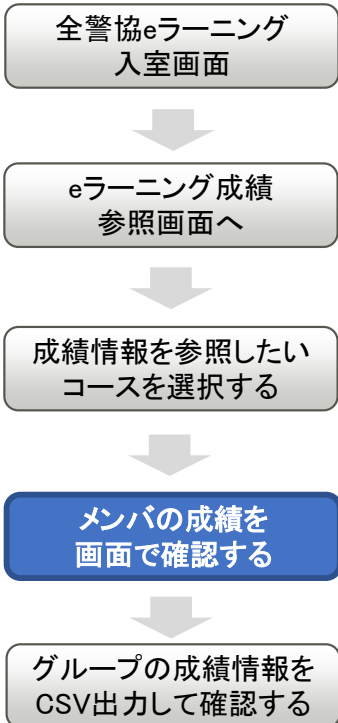 全警協eラーニング
入室画面
eラーニング成績
参照画面へ
成績情報を参照したい
コースを選択する
メンバの成績を
画面で確認する
グループの成績情報を
CSV出力して確認する